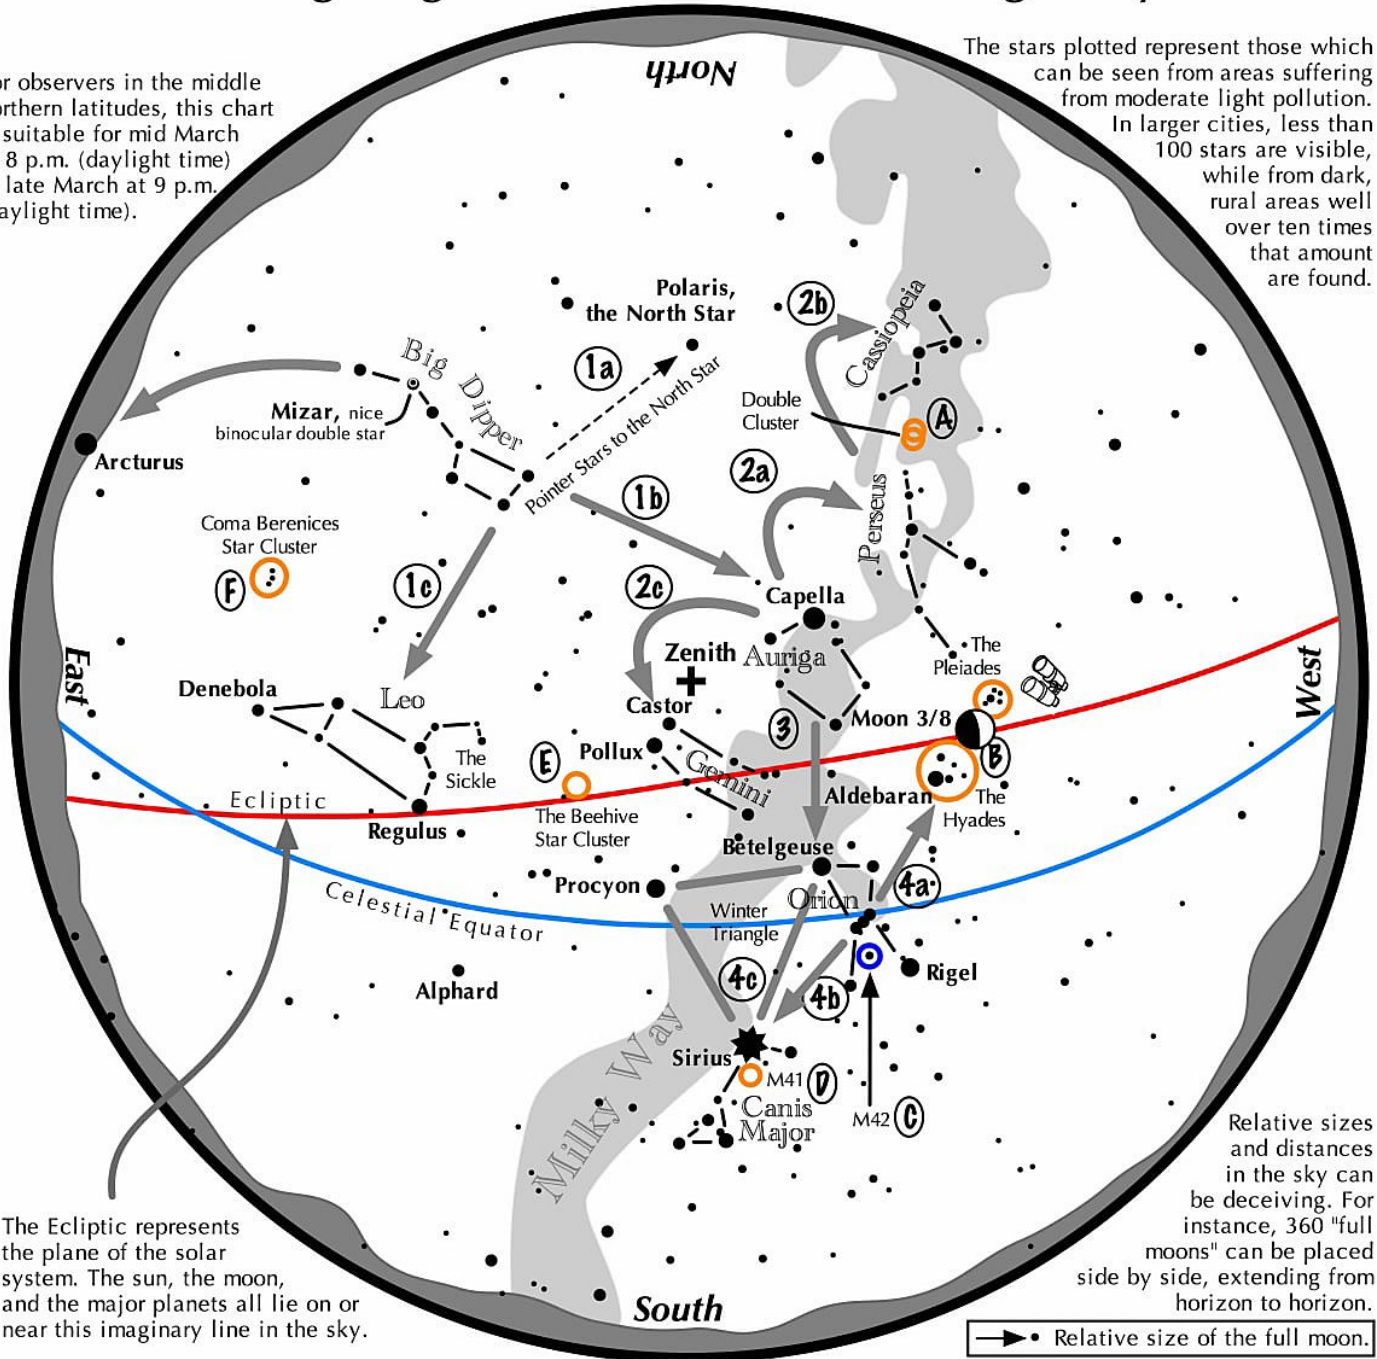 North
or observers in the middle
orthern latitudes, this chart
suitable for mid March
8 p.m. (daylight time)
late March at 9 p.m.
aylight time).
The stars plotted represent those which
can be seen from areas suffering
from moderate light pollution.
In larger cities, less than
100 stars are visible,
while from dark,
rural areas well
over ten times
that amount
are found.
Polaris,
the North Star
2b
Cassiopeia
1a
Big Dipper
Mizar, nice
binocular double star
Pointer Stars to the North Star
Double
Cluster
A
Arcturus
2a
Perseus
1b
Coma Berenices
Star Cluster
F
1c
2c
Capella
Zenith
Auriga
The
Pleiades
East
West
Denebola
Leo
Castor
3
Moon 3/8
B
Pollux
Gemini
The
Sickle
E
Aldebaran
The
Hyades
Ecliptic
Regulus
The Beehive
Star Cluster
Betelgeuse
Procyon
Orion
4a
Celestial Equator
Winter
Triangle
Rigel
Alphard
4c
4b
Milky Way
Sirius
M41
D
Canis
Major
M42
C
The Ecliptic represents
the plane of the solar
system. The sun, the moon,
and the major planets all lie on or
near this imaginary line in the sky.
Relative sizes
and distances
in the sky can
be deceiving. For
instance, 360 "full
moons" can be placed
side by side, extending from
horizon to horizon.
South
Relative size of the full moon.